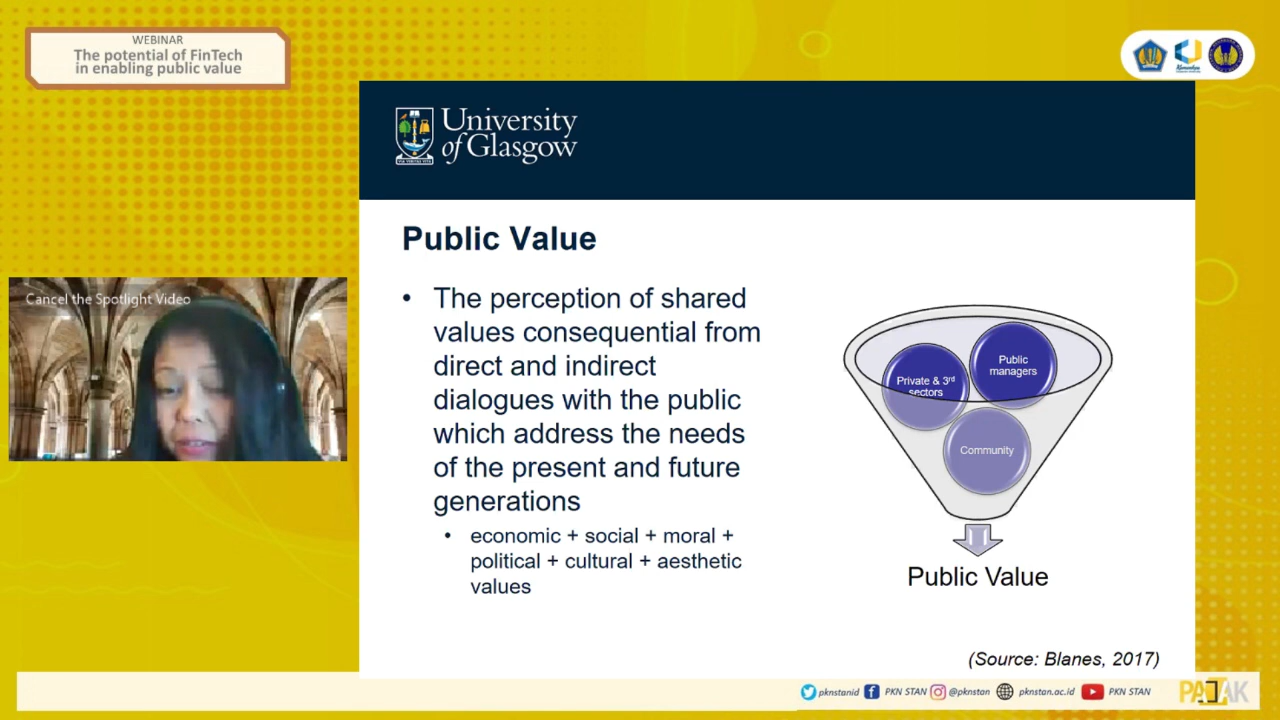 WEBINAR
The potential of FinTech
in enabling public value
University
of Glasgow
Public Value
Cancel the Spotlight Video
• The perception of shared
values consequential from
direct and indirect
dialogues with the public
which address the needs
of the present and future
generations
• economic + social + moral +
political + cultural + aesthetic
values
Public
managers
Private & 3rd
sectors
Community
Public Value
(Source: Blanes, 2017)
pknstanid PKN STAN @pknstan pknstan.ac.id PKN STAN
PAJAK